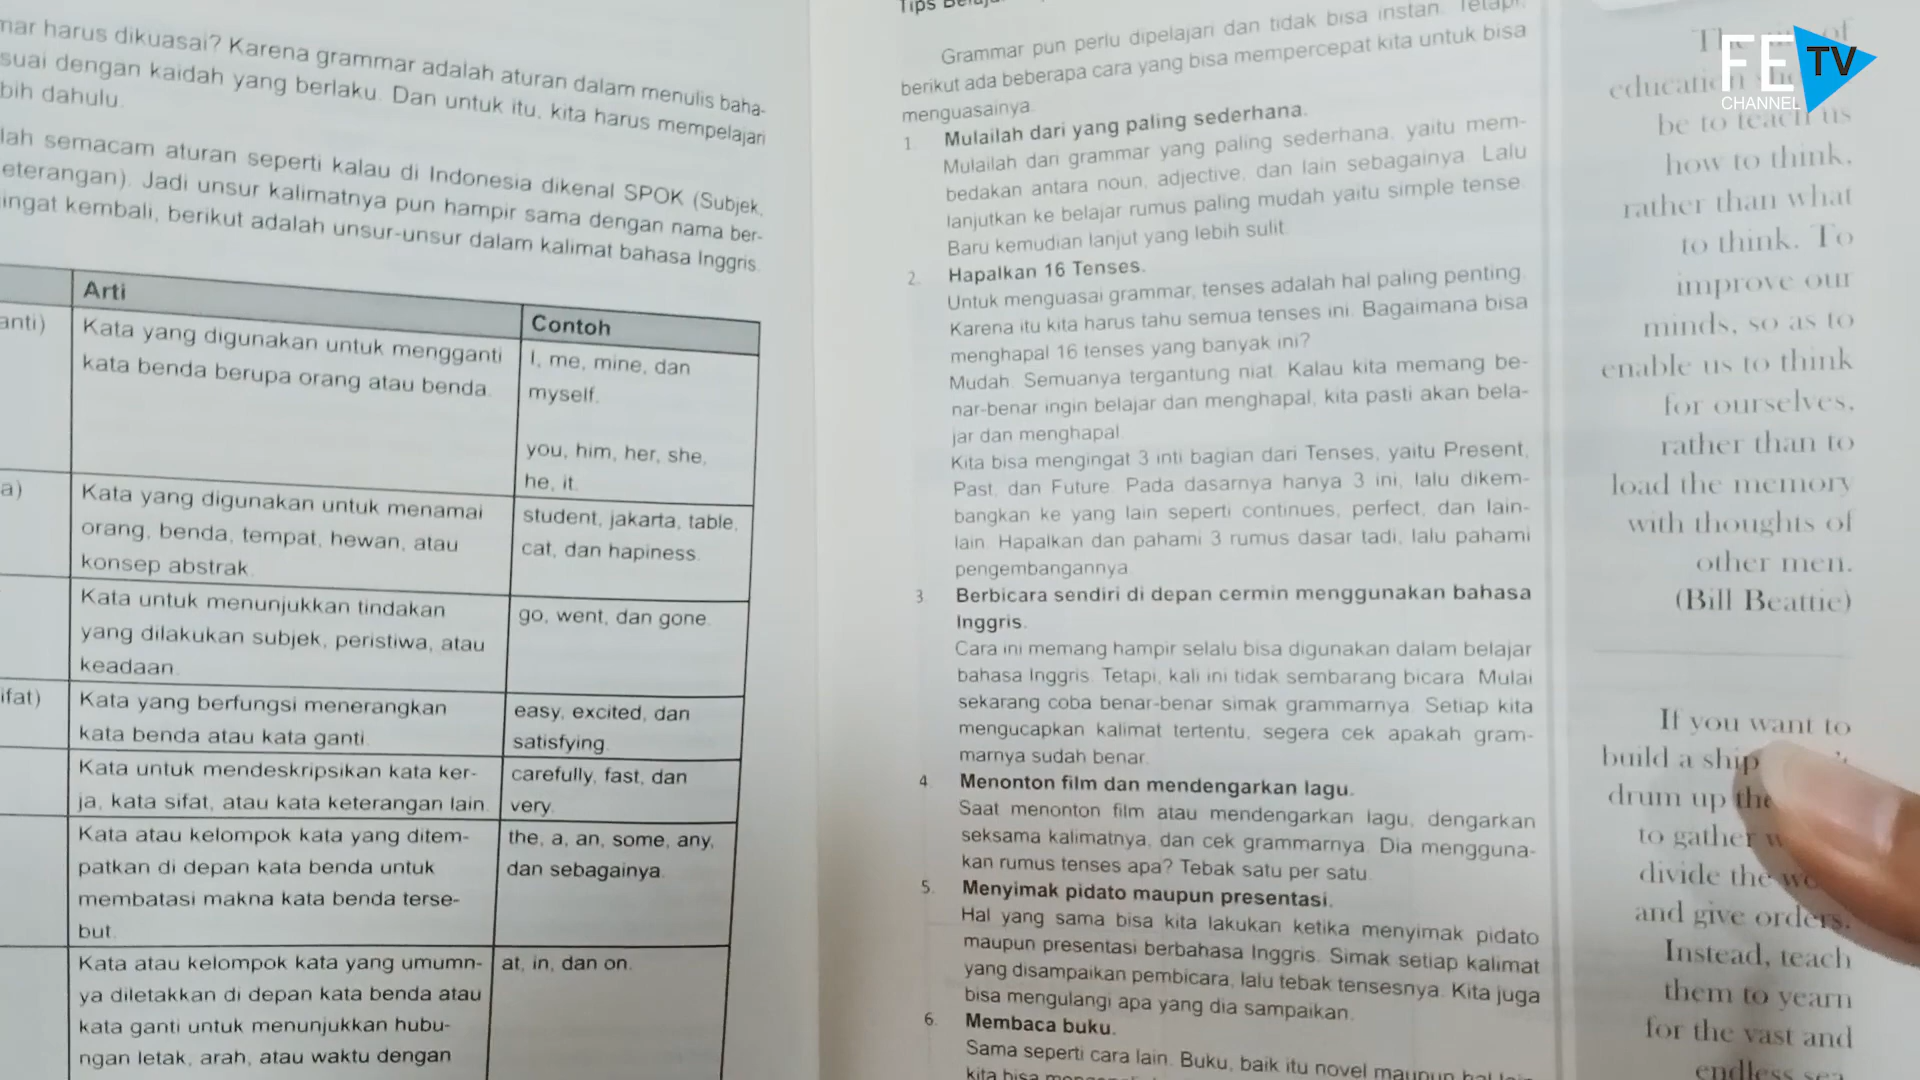 mar harus dikuasai? Karena grammar adalah aturan dalam menulis baha-
suai dengan kaidah yang berlaku. Dan untuk itu, kita harus mempelajari
bih dahulu.
lah semacam aturan seperti kalau di Indonesia dikenal SPOK (Subjek,
eterangan). Jadi unsur kalimatnya pun hampir sama dengan nama ber-
ingat kembali, berikut adalah unsur-unsur dalam kalimat bahasa Inggris.
Arti
Contoh
anti)
Kata yang digunakan untuk mengganti
kata benda berupa orang atau benda.
I, me, mine, dan
myself.
you, him, her, she,
he, it.
a)
Kata yang digunakan untuk menamai
orang, benda, tempat, hewan, atau
konsep abstrak.
student, jakarta, table,
cat, dan hapiness.
Kata untuk menunjukkan tindakan
yang dilakukan subjek, peristiwa, atau
keadaan.
go, went, dan gone.
ifat)
Kata yang berfungsi menerangkan
kata benda atau kata ganti.
easy, excited, dan
satisfying.
Kata untuk mendeskripsikan kata ker-
ja, kata sifat, atau kata keterangan lain.
carefully, fast, dan
very.
Kata atau kelompok kata yang ditem-
patkan di depan kata benda untuk
membatasi makna kata benda terse-
but.
the, a, an, some, any,
dan sebagainya.
Kata atau kelompok kata yang umumn-
ya diletakkan di depan kata benda atau
kata ganti untuk menunjukkan hubu-
ngan letak, arah, atau waktu dengan
at, in, dan on.
Tips
Grammar pun perlu dipelajari dan tidak bisa instan. Tetapi,
berikut ada beberapa cara yang bisa mempercepat kita untuk bisa
menguasainya.
1. Mulailah dari yang paling sederhana.
Mulailah dari grammar yang paling sederhana, yaitu mem-
bedakan antara noun, adjective, dan lain sebagainya. Lalu
lanjutkan ke belajar rumus paling mudah yaitu simple tense.
Baru kemudian lanjut yang lebih sulit.
2. Hapalkan 16 Tenses.
Untuk menguasai grammar, tenses adalah hal paling penting.
Karena itu kita harus tahu semua tenses ini. Bagaimana bisa
menghapal 16 tenses yang banyak ini?
Mudah. Semuanya tergantung niat. Kalau kita memang be-
nar-benar ingin belajar dan menghapal, kita pasti akan bela-
jar dan menghapal.
Kita bisa mengingat 3 inti bagian dari Tenses, yaitu Present,
Past, dan Future. Pada dasarnya hanya 3 ini, lalu dikem-
bangkan ke yang lain seperti continues, perfect, dan lain-
lain. Hapalkan dan pahami 3 rumus dasar tadi, lalu pahami
pengembangannya.
3. Berbicara sendiri di depan cermin menggunakan bahasa
Inggris.
Cara ini memang hampir selalu bisa digunakan dalam belajar
bahasa Inggris. Tetapi, kali ini tidak sembarang bicara. Mulai
sekarang coba benar-benar simak grammarnya. Setiap kita
mengucapkan kalimat tertentu, segera cek apakah gram-
marnya sudah benar.
4. Menonton film dan mendengarkan lagu.
Saat menonton film atau mendengarkan lagu, dengarkan
seksama kalimatnya, dan cek grammarnya. Dia mengguna-
kan rumus tenses apa? Tebak satu per satu.
5. Menyimak pidato maupun presentasi.
Hal yang sama bisa kita lakukan ketika menyimak pidato
maupun presentasi berbahasa Inggris. Simak setiap kalimat
yang disampaikan pembicara, lalu tebak tensesnya. Kita juga
bisa mengulangi apa yang dia sampaikan.
6. Membaca buku.
Sama seperti cara lain. Buku, baik itu novel maupun hal
kita bisa
of
education
be to teach us
how to think,
rather than what
to think. To
improve our
minds, so as to
enable us to think
for ourselves,
rather than to
load the memory
with thoughts of
other men.
(Bill Beattie)
If you want to
build a ship
drum up the
to gather
divide the
and give orders.
Instead, teach
them to yearn
for the vast and
endless sea
FE TV
CHANNEL